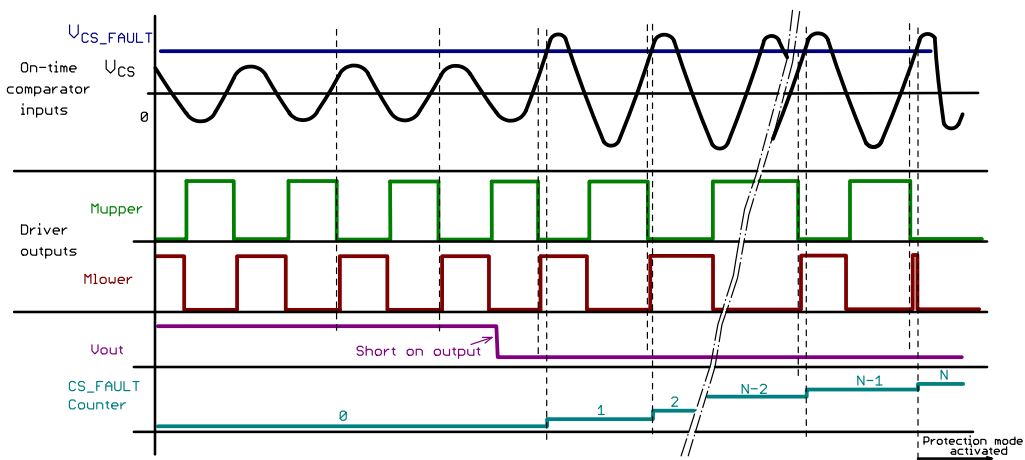 VCS_FAULT
On-time
comparator
inputs
VCS
0
Mupper
Driver
outputs
Mlower
Vout
Short on output
CS_FAULT
Counter
0
1
2
N-2
N-1
N
Protection mode
activated